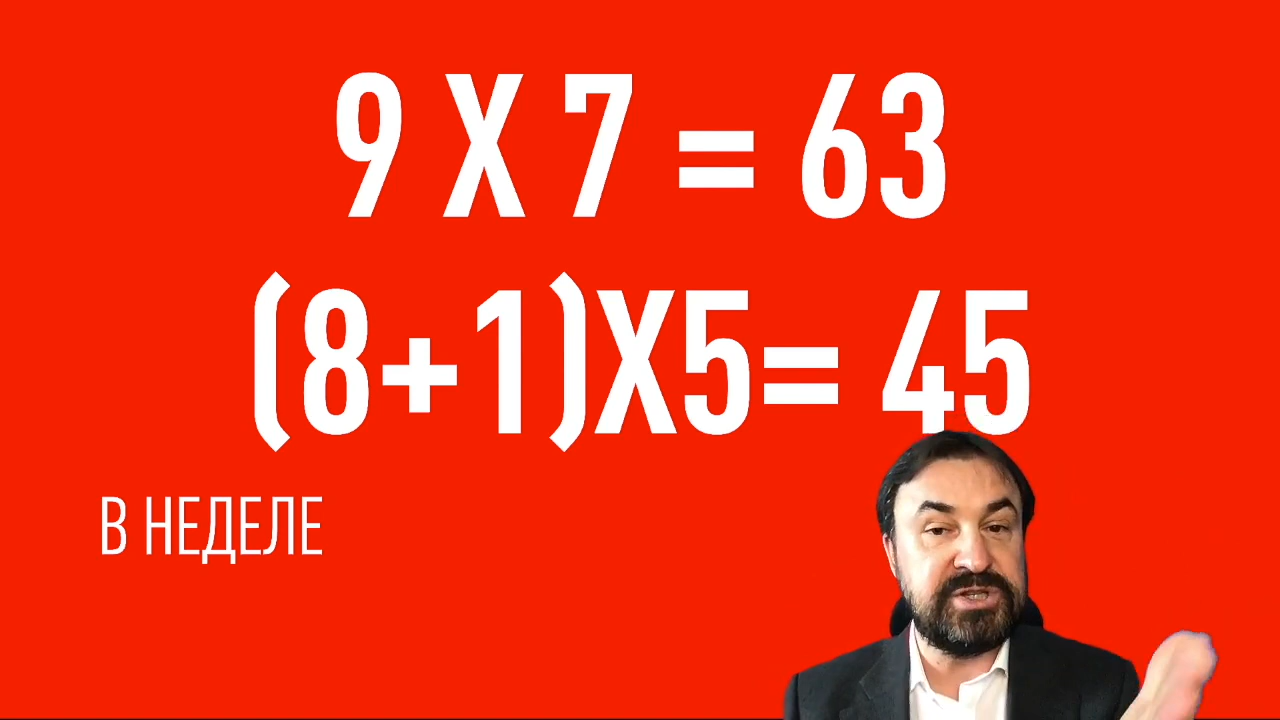 9 X 7 = 63
(8+1)X5= 45
В НЕДЕЛЕ